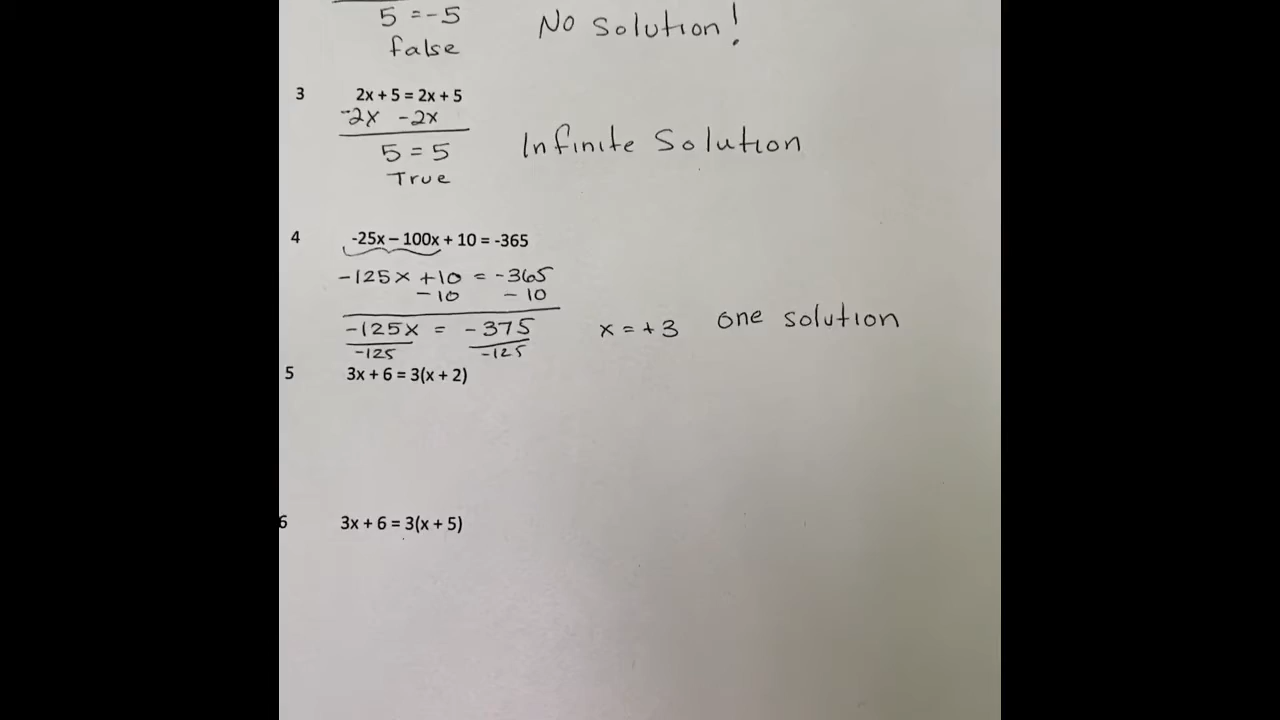 5 = -5
false
No Solution!
3 2x + 5 = 2x + 5
-2x -2x
5 = 5
True
Infinite Solution
4 -25x – 100x + 10 = -365
-125x +10 = -365
-10 -10
-125x = -375
-125 -125
x = +3 one solution
5 3x + 6 = 3(x + 2)
6 3x + 6 = 3(x + 5)